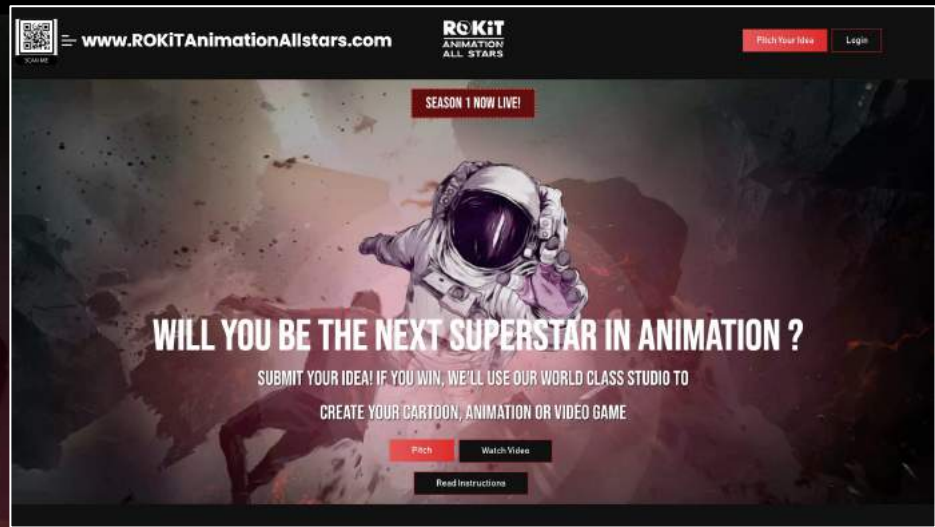 SCAN ME
www.ROKiTAnimationAllstars.com
ROKiT
ANIMATION
ALL STARS
Pitch Your Idea
Login
SEASON 1 NOW LIVE!
WILL YOU BE THE NEXT SUPERSTAR IN ANIMATION ?
SUBMIT YOUR IDEA! IF YOU WIN, WE'LL USE OUR WORLD CLASS STUDIO TO
CREATE YOUR CARTOON, ANIMATION OR VIDEO GAME
Pitch
Watch Video
Read Instructions